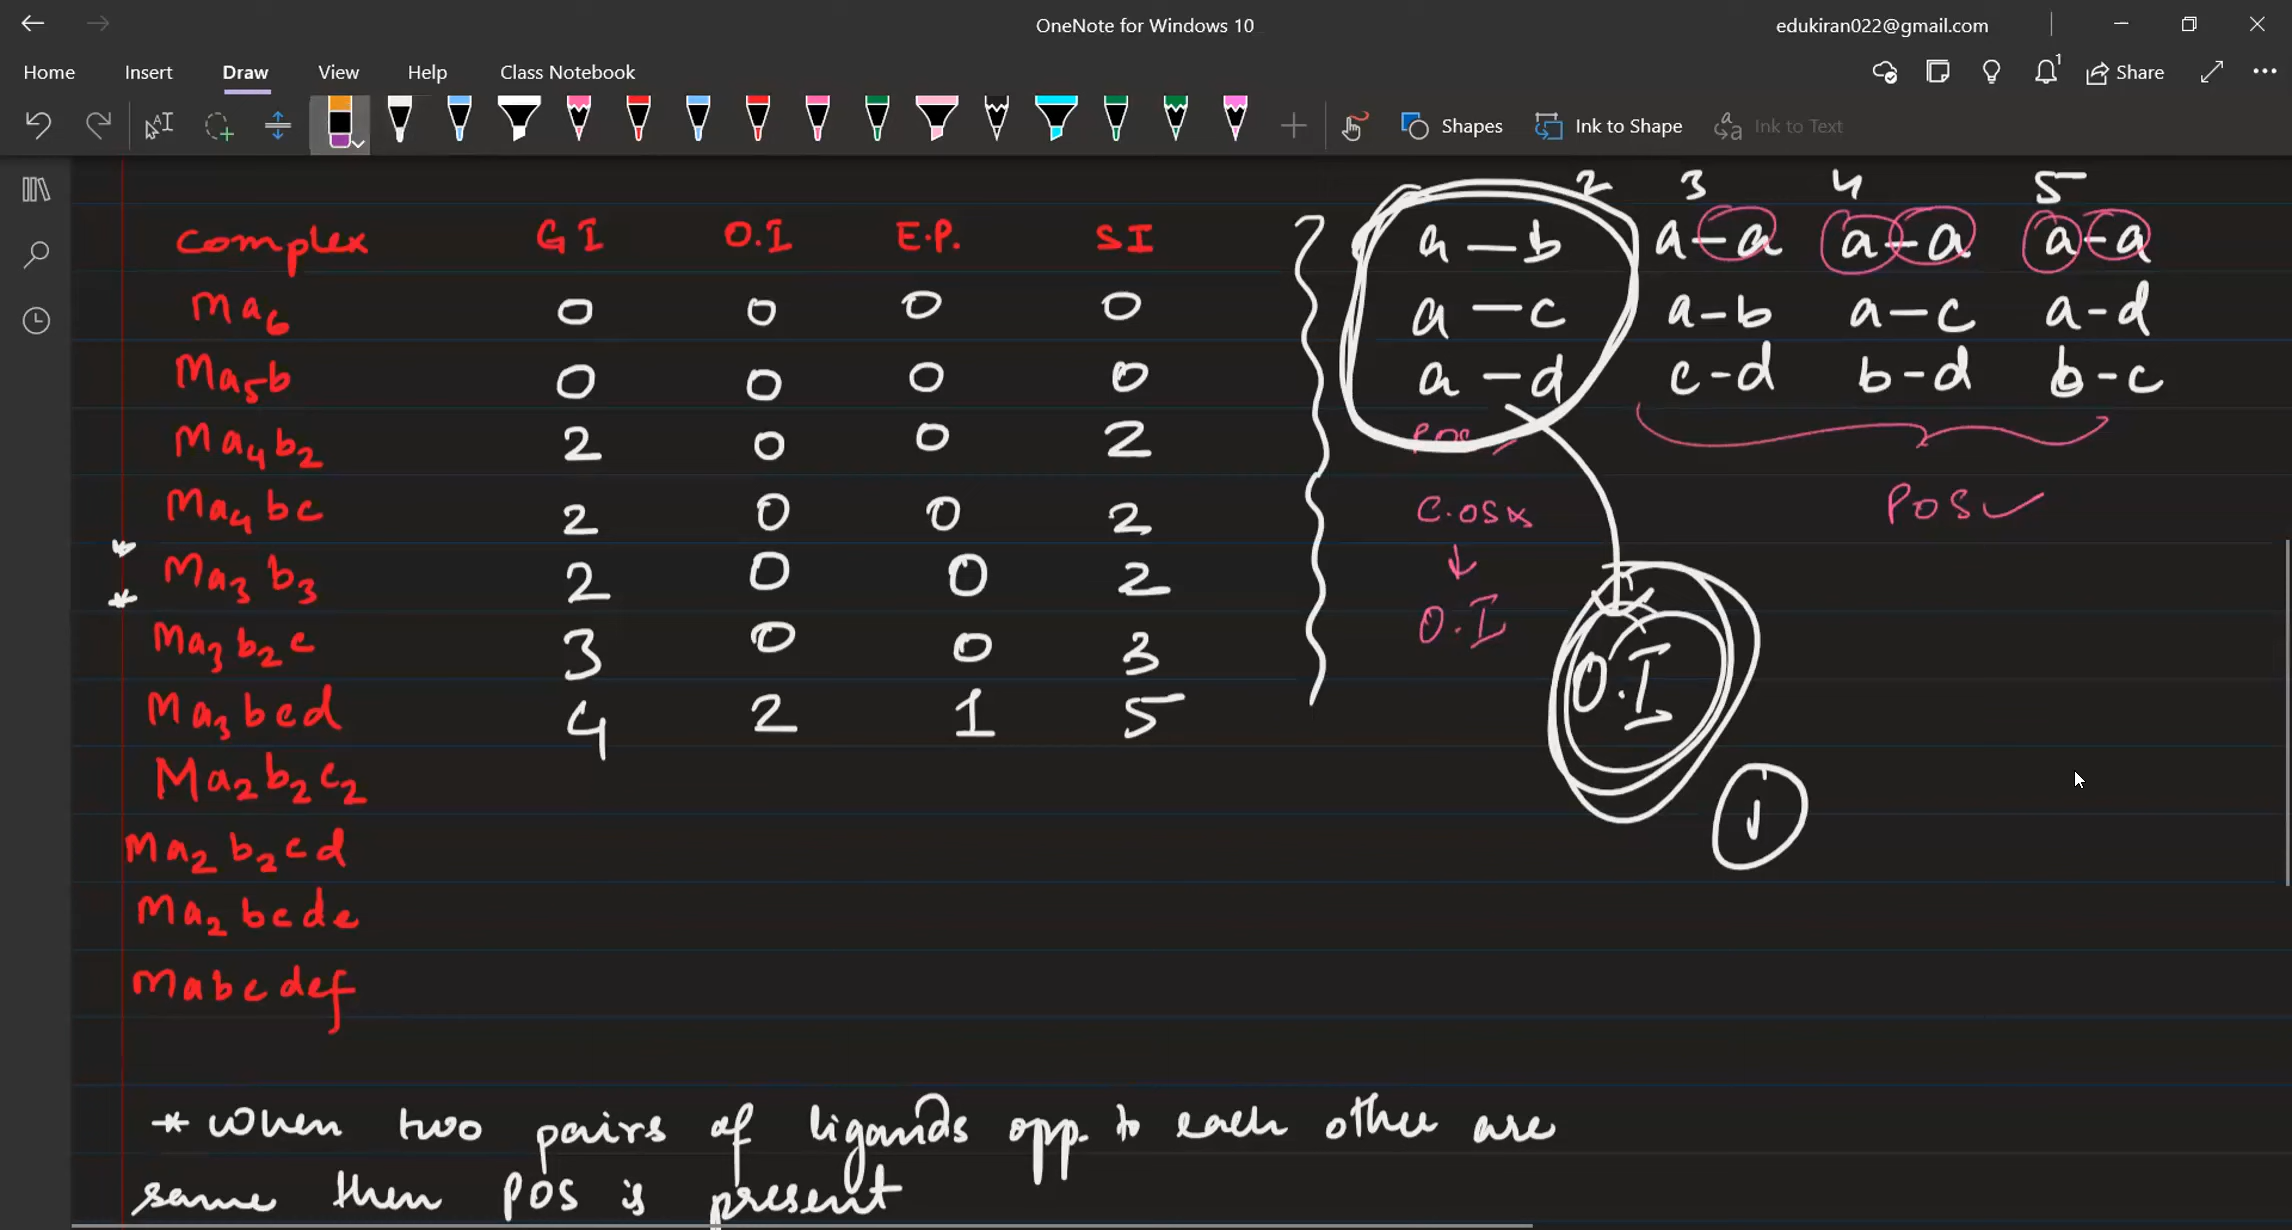 OneNote for Windows 10
edukiran022@gmail.com
Home Insert Draw View Help Class Notebook
1
Share
Shapes Ink to Shape Ink to Text
complex GI O.I E.P. SI
Ma6 0 0 0 0
Ma5b 0 0 0 0
Ma4b2 2 0 0 2
Ma4bc 2 0 0 2
* Ma3b3 2 0 0 2
* Ma3b2c 3 0 0 3
Ma3bcd 4 2 1 5
Ma2b2c2
Ma2b2cd
Ma2bcde
Mabcdef
2 3 4 5
a — b a – a a – a a – a
a — c a – b a — c a – d
a — d c – d b – d b – c
POS
C.OS× POS ✓
↓
O.I
O.I
1
* When two pairs of ligands opp. to each other are
same then POS is present